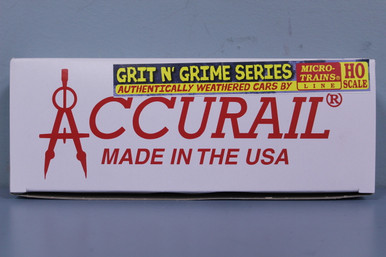 GRIT N' GRIME SERIES
AUTHENTICALLY WEATHERED CARS BY
MICRO-
TRAINS®
LINE
HO
SCALE
ACCURAIL®
MADE IN THE USA